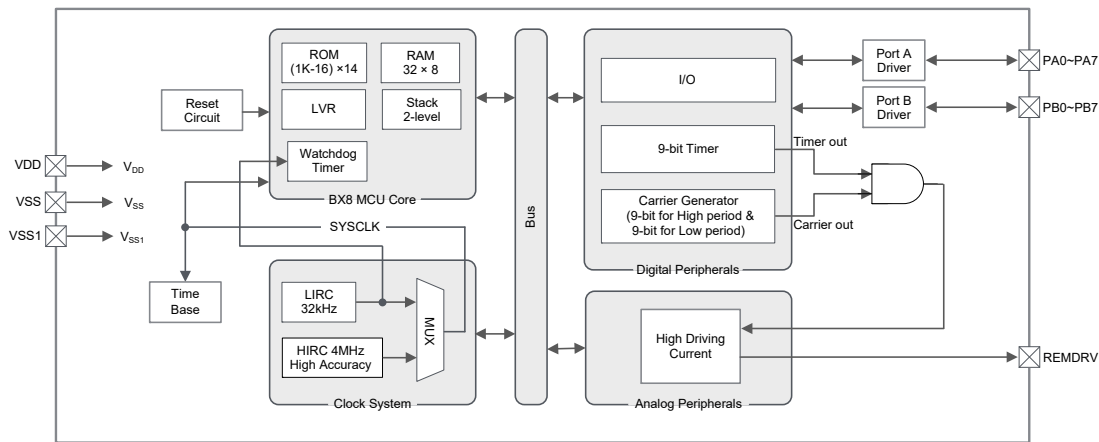 ROM
(1K-16) ×14
RAM
32 × 8
LVR
Stack
2-level
Watchdog
Timer
BX8 MCU Core
Reset
Circuit
VDD
VDD
VSS
VSS
VSS1
VSS1
SYSCLK
Time
Base
LIRC
32kHz
HIRC 4MHz
High Accuracy
MUX
Clock System
Bus
I/O
9-bit Timer
Carrier Generator
(9-bit for High period &
9-bit for Low period)
Digital Peripherals
Port A
Driver
Port B
Driver
PA0~PA7
PB0~PB7
Timer out
Carrier out
High Driving
Current
Analog Peripherals
REMDRV